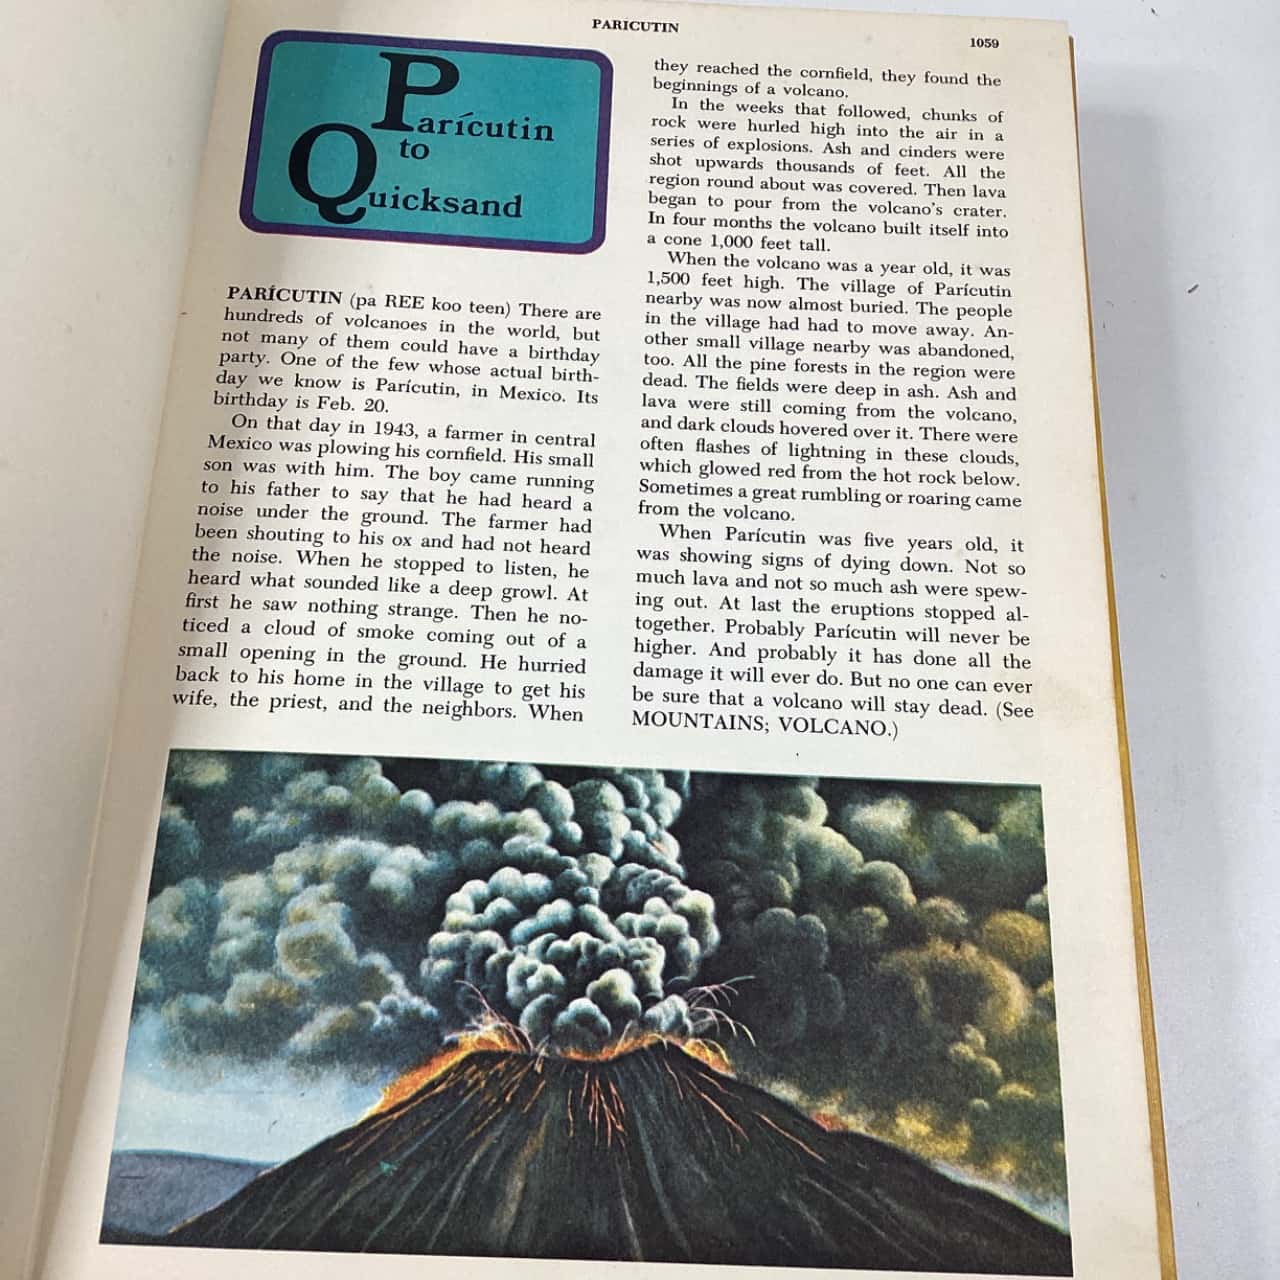 PARÍCUTIN
1059
Parícutin
to
Quicksand
PARÍCUTIN (pa REE koo teen) There are
hundreds of volcanoes in the world, but
not many of them could have a birthday
party. One of the few whose actual birth-
day we know is Parícutin, in Mexico. Its
birthday is Feb. 20.
On that day in 1943, a farmer in central
Mexico was plowing his cornfield. His small
son was with him. The boy came running
to his father to say that he had heard a
noise under the ground. The farmer had
been shouting to his ox and had not heard
the noise. When he stopped to listen, he
heard what sounded like a deep growl. At
first he saw nothing strange. Then he no-
ticed a cloud of smoke coming out of a
small opening in the ground. He hurried
back to his home in the village to get his
wife, the priest, and the neighbors. When
they reached the cornfield, they found the
beginnings of a volcano.
In the weeks that followed, chunks of
rock were hurled high into the air in a
series of explosions. Ash and cinders were
shot upwards thousands of feet. All the
region round about was covered. Then lava
began to pour from the volcano's crater.
In four months the volcano built itself into
a cone 1,000 feet tall.
When the volcano was a year old, it was
1,500 feet high. The village of Parícutin
nearby was now almost buried. The people
in the village had had to move away. An-
other small village nearby was abandoned,
too. All the pine forests in the region were
dead. The fields were deep in ash. Ash and
lava were still coming from the volcano,
and dark clouds hovered over it. There were
often flashes of lightning in these clouds,
which glowed red from the hot rock below.
Sometimes a great rumbling or roaring came
from the volcano.
When Parícutin was five years old, it
was showing signs of dying down. Not so
much lava and not so much ash were spew-
ing out. At last the eruptions stopped al-
together. Probably Parícutin will never be
higher. And probably it has done all the
damage it will ever do. But no one can ever
be sure that a volcano will stay dead. (See
MOUNTAINS; VOLCANO.)